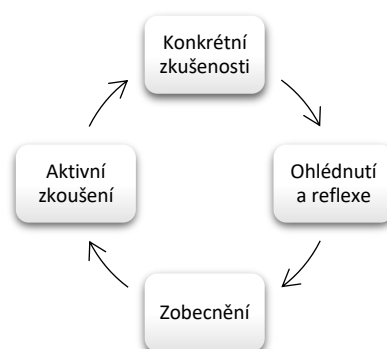 Konkrétní
zkušenosti
Ohlédnutí
a reflexe
Zobecnění
Aktivní
zkoušení